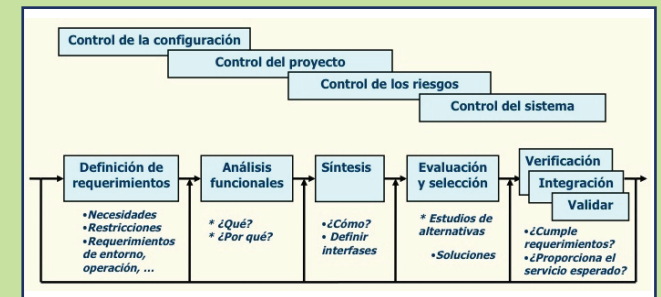 Control de la configuración
Control del proyecto
Control de los riesgos
Control del sistema
Definición de
requerimientos
•Necesidades
•Restricciones
•Requerimientos
de entorno,
operación, ...
Análisis
funcionales
* ¿Qué?
* ¿Por qué?
Síntesis
•¿Cómo?
• Definir
interfases
Evaluación
y selección
* Estudios de
alternativas
•Soluciones
Verificación
Integración
Validar
•¿Cumple
requerimientos?
•¿Proporciona el
servicio esperado?